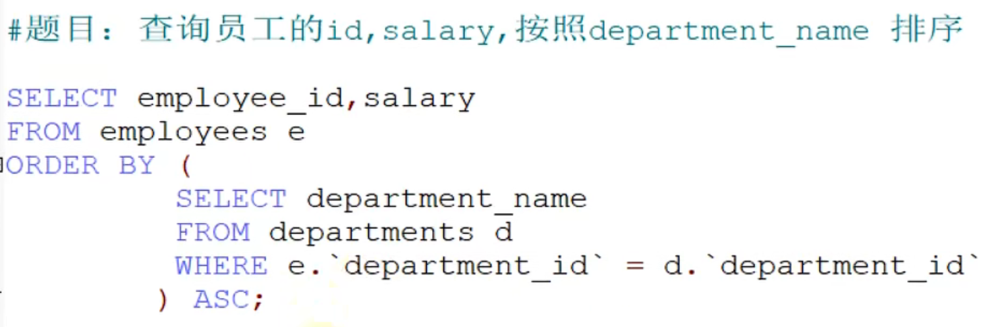 #题目： 查询员工的id,salary,按照department_name 排序
SELECT employee_id,salary
FROM employees e
ORDER BY (
SELECT department_name
FROM departments d
WHERE e.`department_id` = d.`department_id`
) ASC;